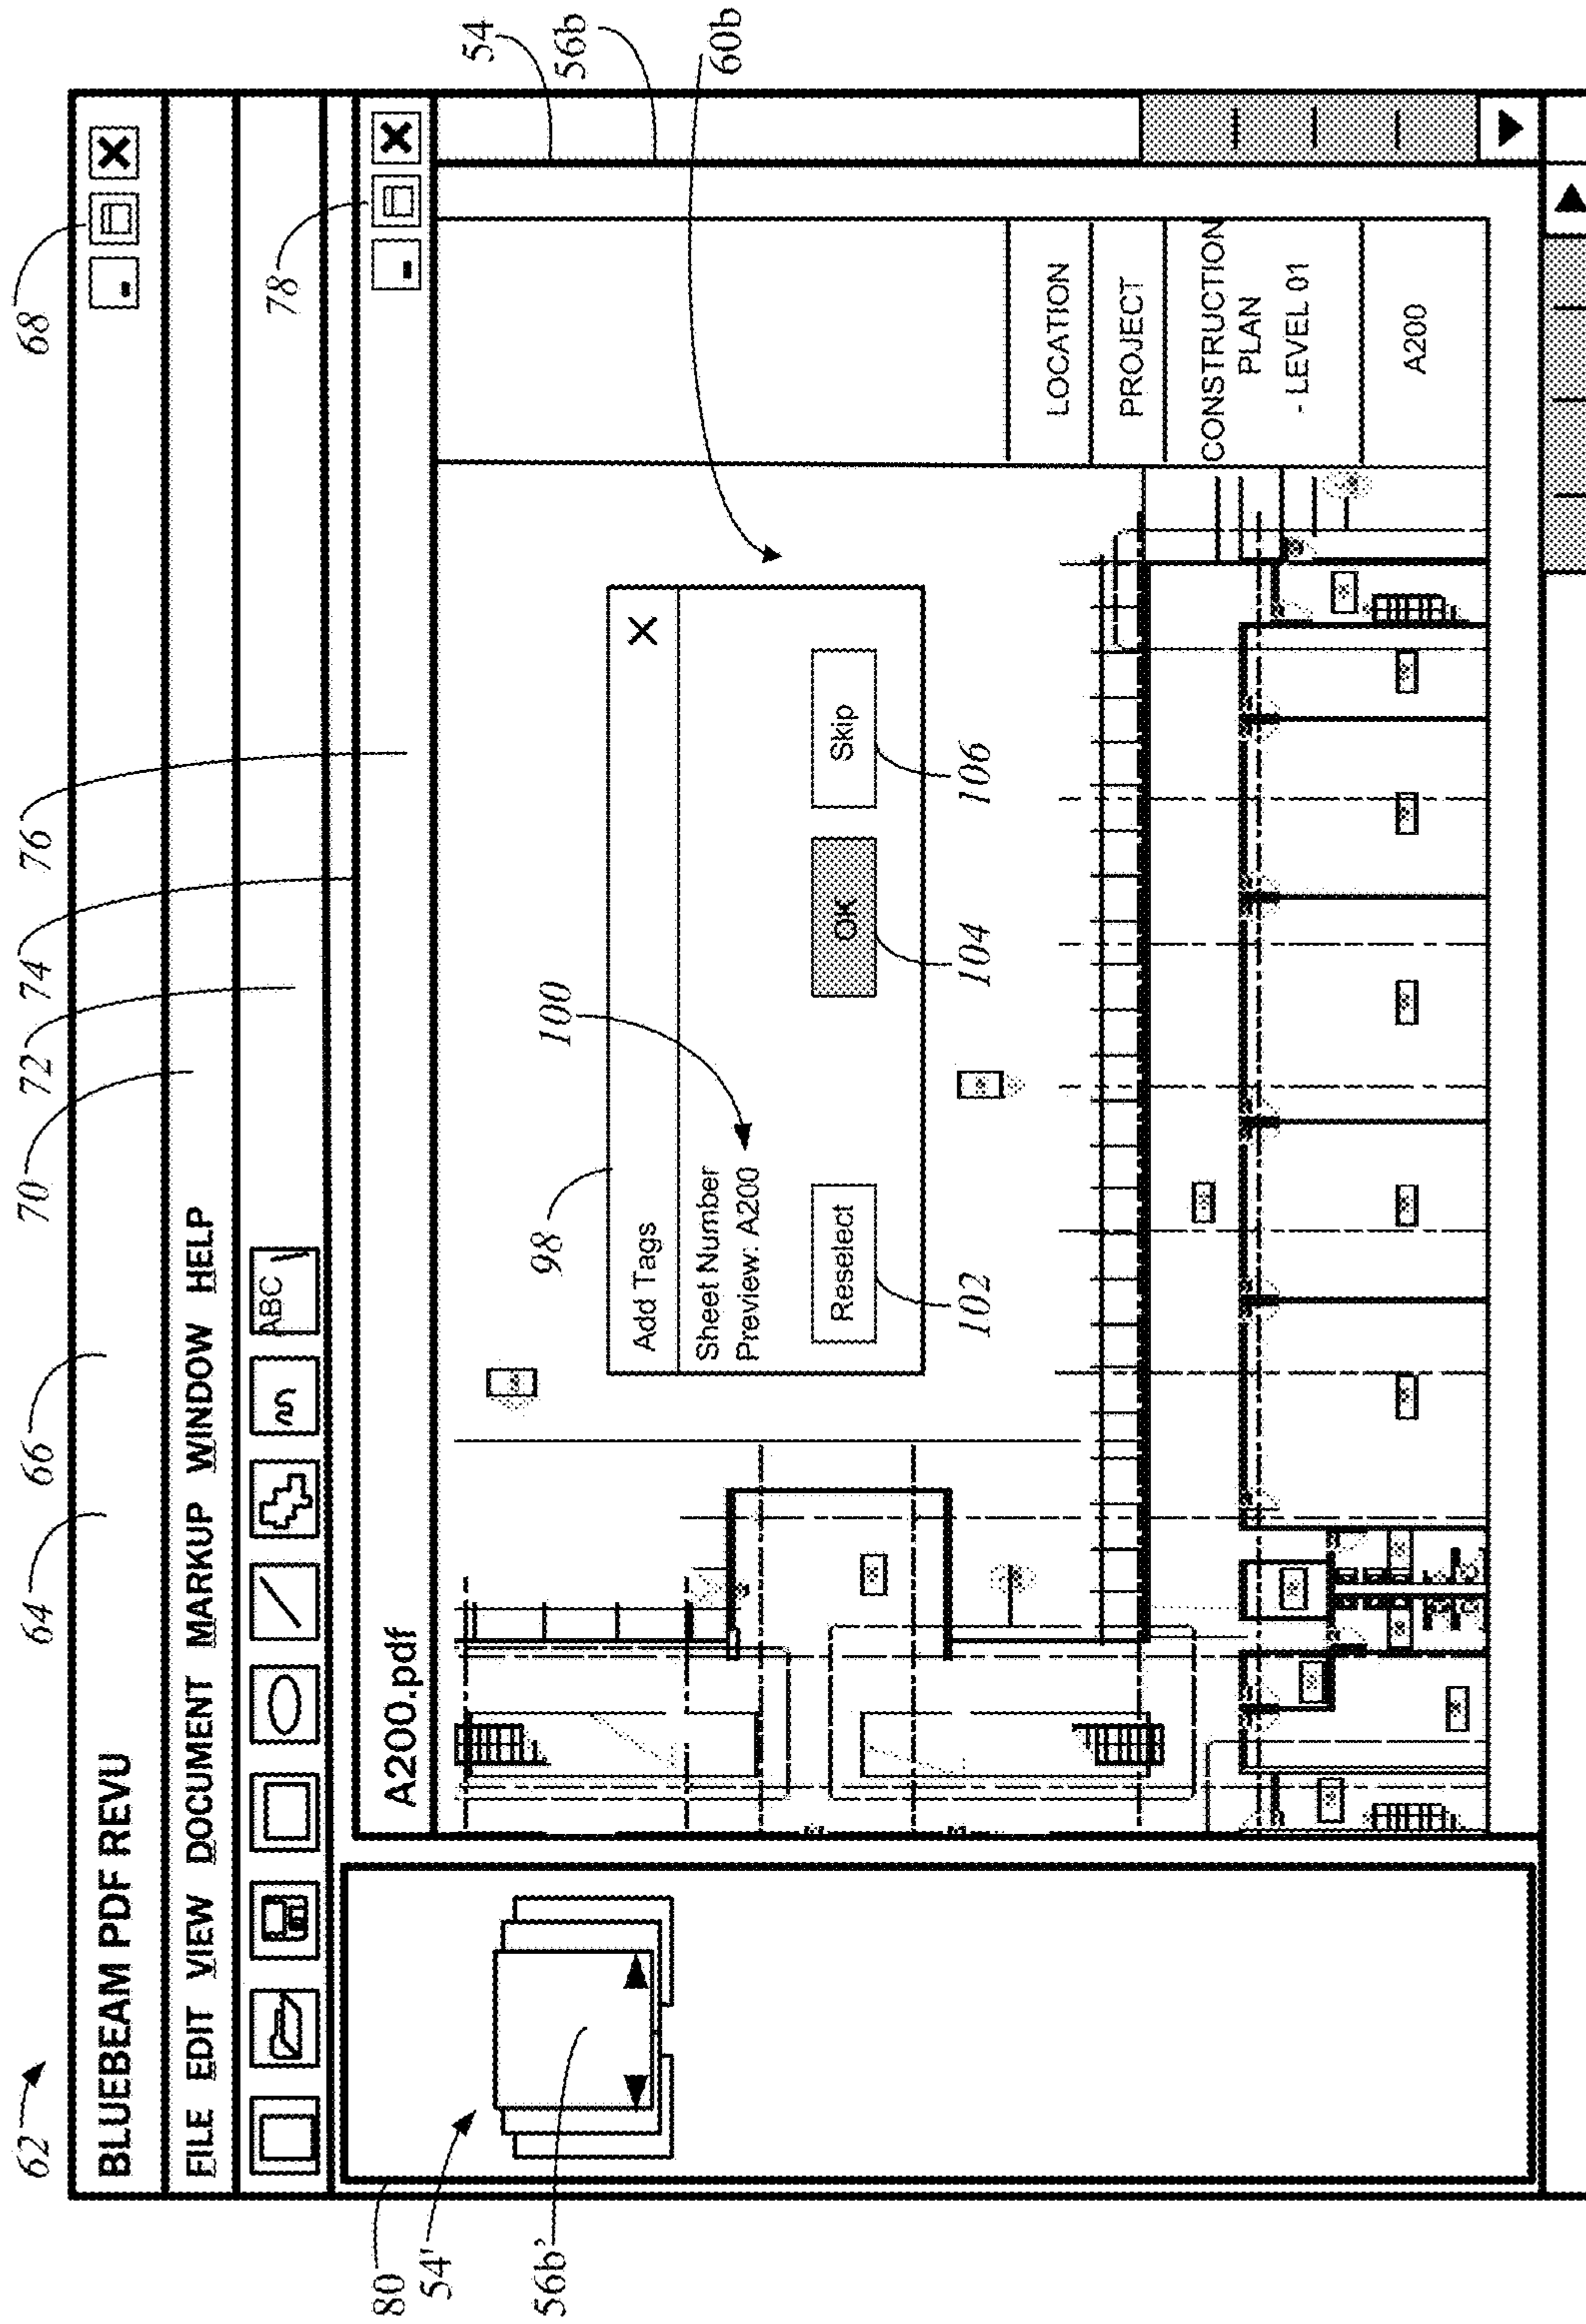 62
64
66
70
72
74
76
68
BLUEBEAM PDF REVU
FILE EDIT VIEW DOCUMENT MARKUP WINDOW HELP
ABC
78
A200.pdf
80
54'
56b'
54
56b
60b
98
100
Add Tags
Sheet Number
Preview: A200
Reselect
OK
Skip
102
104
106
LOCATION
PROJECT
CONSTRUCTION
PLAN
- LEVEL 01
A200